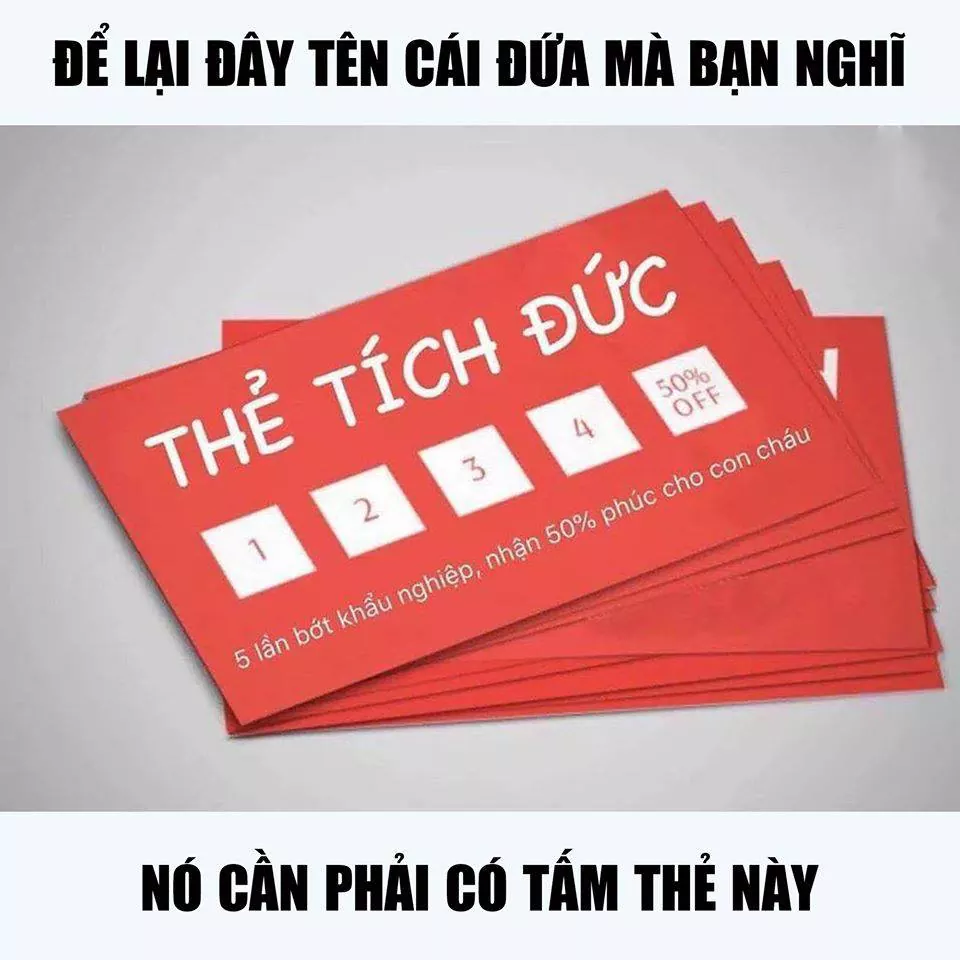 ĐỂ LẠI ĐÂY TÊN CÁI ĐỨA MÀ BẠN NGHĨ
THẺ TÍCH ĐỨC
1 2 3 4 50% OFF
5 lần bớt khẩu nghiệp, nhận 50% phúc cho con cháu
NÓ CẦN PHẢI CÓ TẤM THẺ NÀY